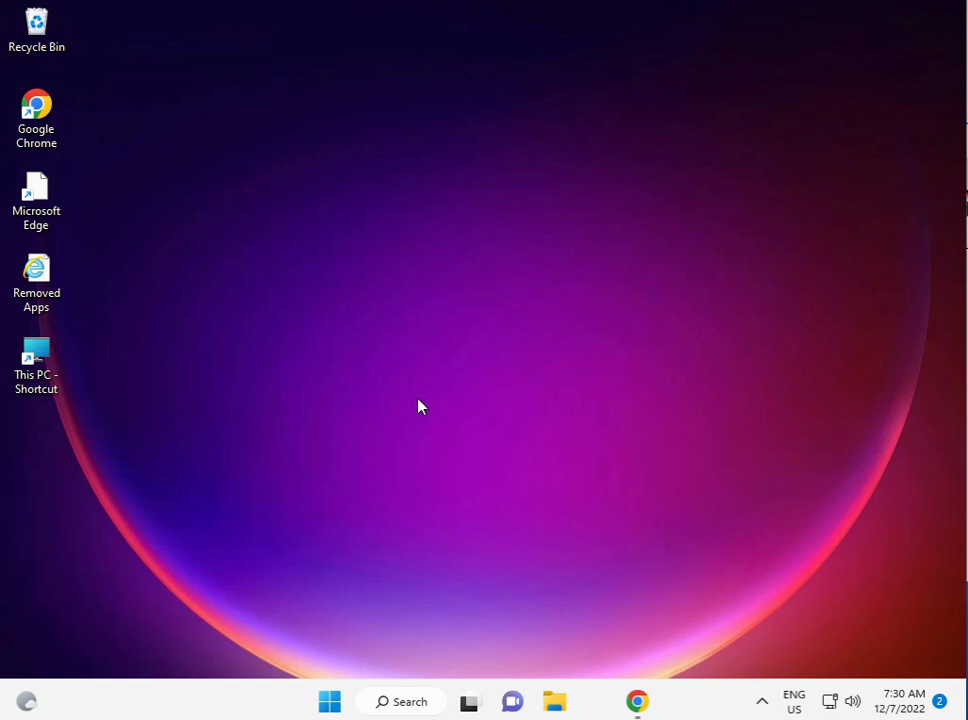 Recycle Bin
Google
Chrome
Microsoft
Edge
Removed
Apps
This PC -
Shortcut
Search
ENG
US
7:30 AM
12/7/2022
2